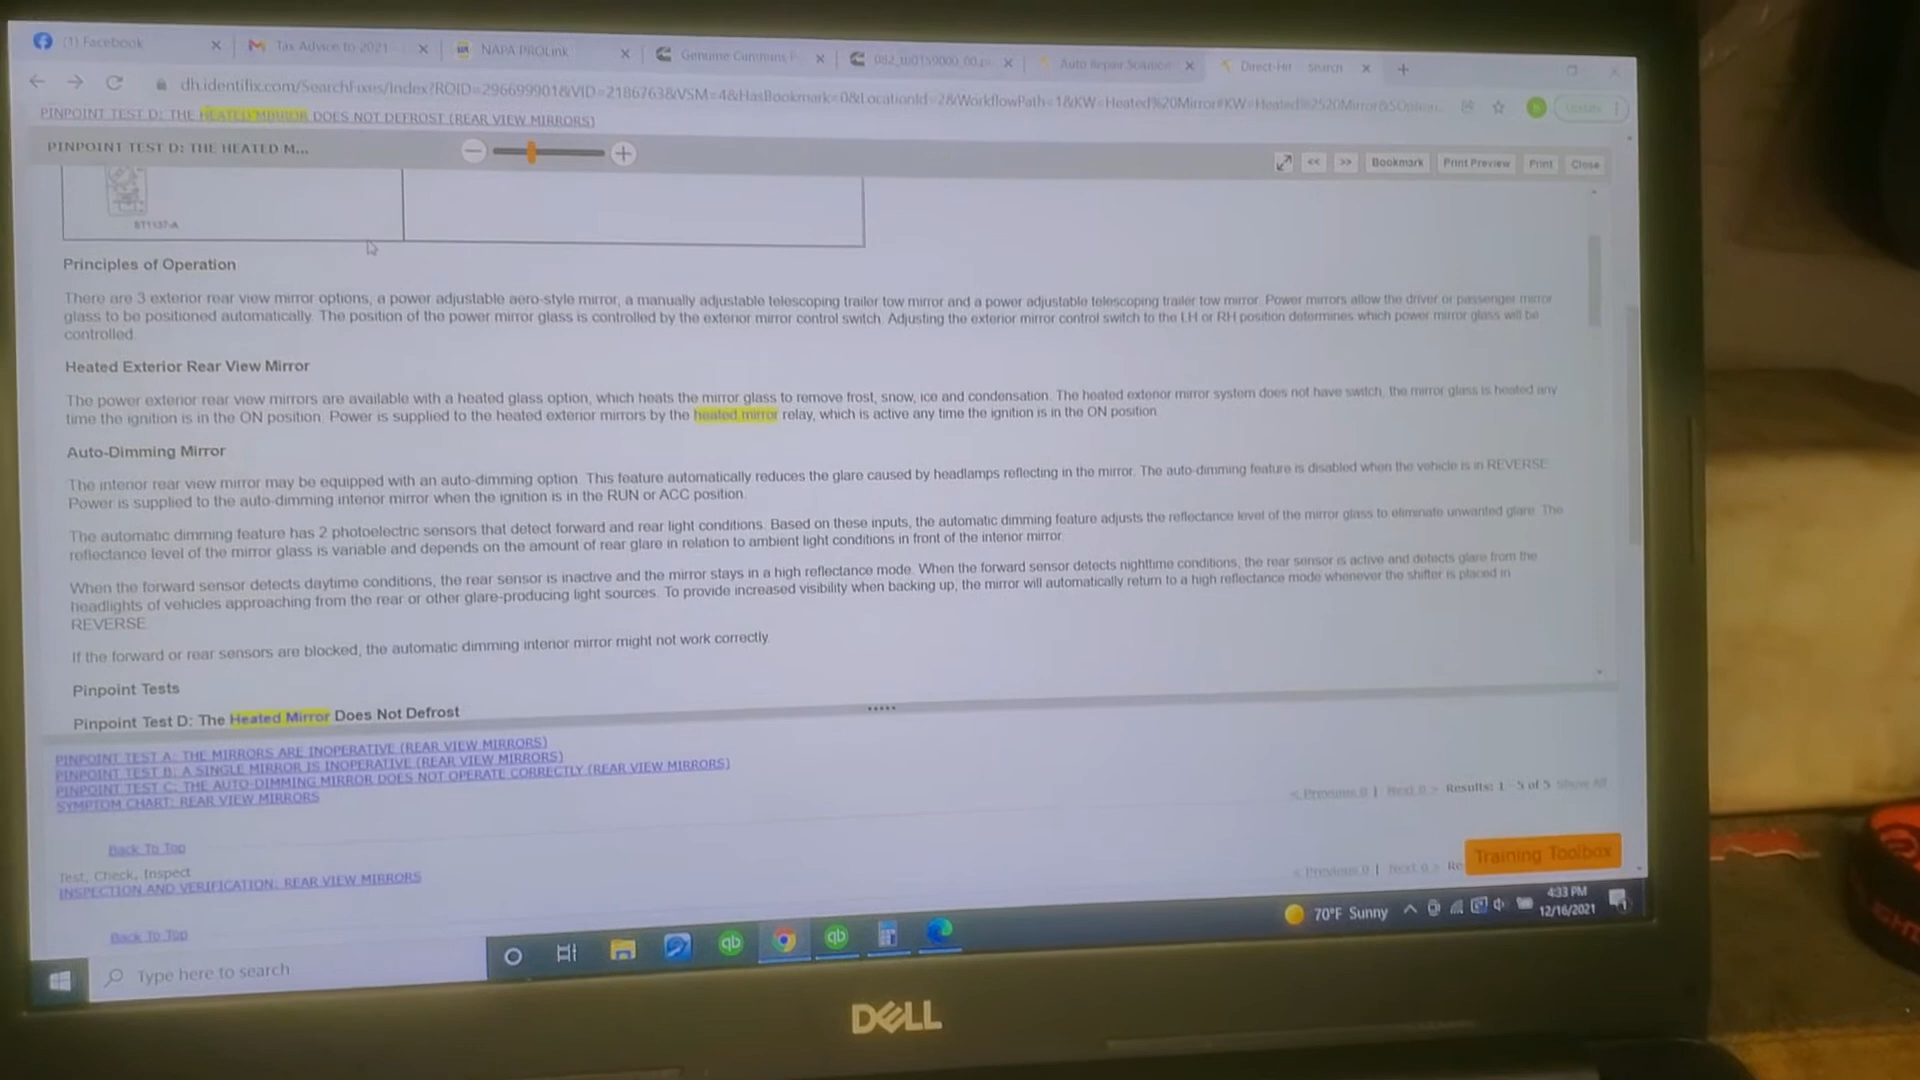 (1) Facebook
Tax Advice to 2021
NAPA PROLink
Genuine Cummins
Auto Repair
Direct-Hit Search
dh.identifix.com/SearchFixes/Index?ROID=296699901&VID=2186763&VSM=4&HasBookmark=0&LocationId=2&WorkflowPath=1&KW=Heated%20Mirror#KW=Heated%2520Mirror
Update
PINPOINT TEST D: THE HEATED MIRROR DOES NOT DEFROST (REAR VIEW MIRRORS)
PINPOINT TEST D: THE HEATED M...
<< >> Bookmark Print Preview Print Close
ST1137-A
Principles of Operation
There are 3 exterior rear view mirror options, a power adjustable aero-style mirror, a manually adjustable telescoping trailer tow mirror and a power adjustable telescoping trailer tow mirror. Power mirrors allow the driver or passenger mirror
glass to be positioned automatically. The position of the power mirror glass is controlled by the exterior mirror control switch. Adjusting the exterior mirror control switch to the LH or RH position determines which power mirror glass will be
controlled.
Heated Exterior Rear View Mirror
The power exterior rear view mirrors are available with a heated glass option, which heats the mirror glass to remove frost, snow, ice and condensation. The heated exterior mirror system does not have switch, the mirror glass is heated any
time the ignition is in the ON position. Power is supplied to the heated exterior mirrors by the heated mirror relay, which is active any time the ignition is in the ON position.
Auto-Dimming Mirror
The interior rear view mirror may be equipped with an auto-dimming option. This feature automatically reduces the glare caused by headlamps reflecting in the mirror. The auto-dimming feature is disabled when the vehicle is in REVERSE.
Power is supplied to the auto-dimming interior mirror when the ignition is in the RUN or ACC position.
The automatic dimming feature has 2 photoelectric sensors that detect forward and rear light conditions. Based on these inputs, the automatic dimming feature adjusts the reflectance level of the mirror glass to eliminate unwanted glare. The
reflectance level of the mirror glass is variable and depends on the amount of rear glare in relation to ambient light conditions in front of the interior mirror.
When the forward sensor detects daytime conditions, the rear sensor is inactive and the mirror stays in a high reflectance mode. When the forward sensor detects nighttime conditions, the rear sensor is active and detects glare from the
headlights of vehicles approaching from the rear or other glare-producing light sources. To provide increased visibility when backing up, the mirror will automatically return to a high reflectance mode whenever the shifter is placed in
REVERSE.
If the forward or rear sensors are blocked, the automatic dimming interior mirror might not work correctly.
Pinpoint Tests
Pinpoint Test D: The Heated Mirror Does Not Defrost
PINPOINT TEST A: THE MIRRORS ARE INOPERATIVE (REAR VIEW MIRRORS)
PINPOINT TEST B: A SINGLE MIRROR IS INOPERATIVE (REAR VIEW MIRRORS)
PINPOINT TEST C: THE AUTO-DIMMING MIRROR DOES NOT OPERATE CORRECTLY (REAR VIEW MIRRORS)
SYMPTOM CHART: REAR VIEW MIRRORS
< Previous 0 | Next 0 > Results: 1 - 5 of 5 Show All
Back To Top
Test, Check, Inspect
INSPECTION AND VERIFICATION: REAR VIEW MIRRORS
< Previous 0 | Next 0 > Re
Training Toolbox
Back To Top
Type here to search
qb
qb
70°F Sunny
4:33 PM
12/16/2021
1
DELL